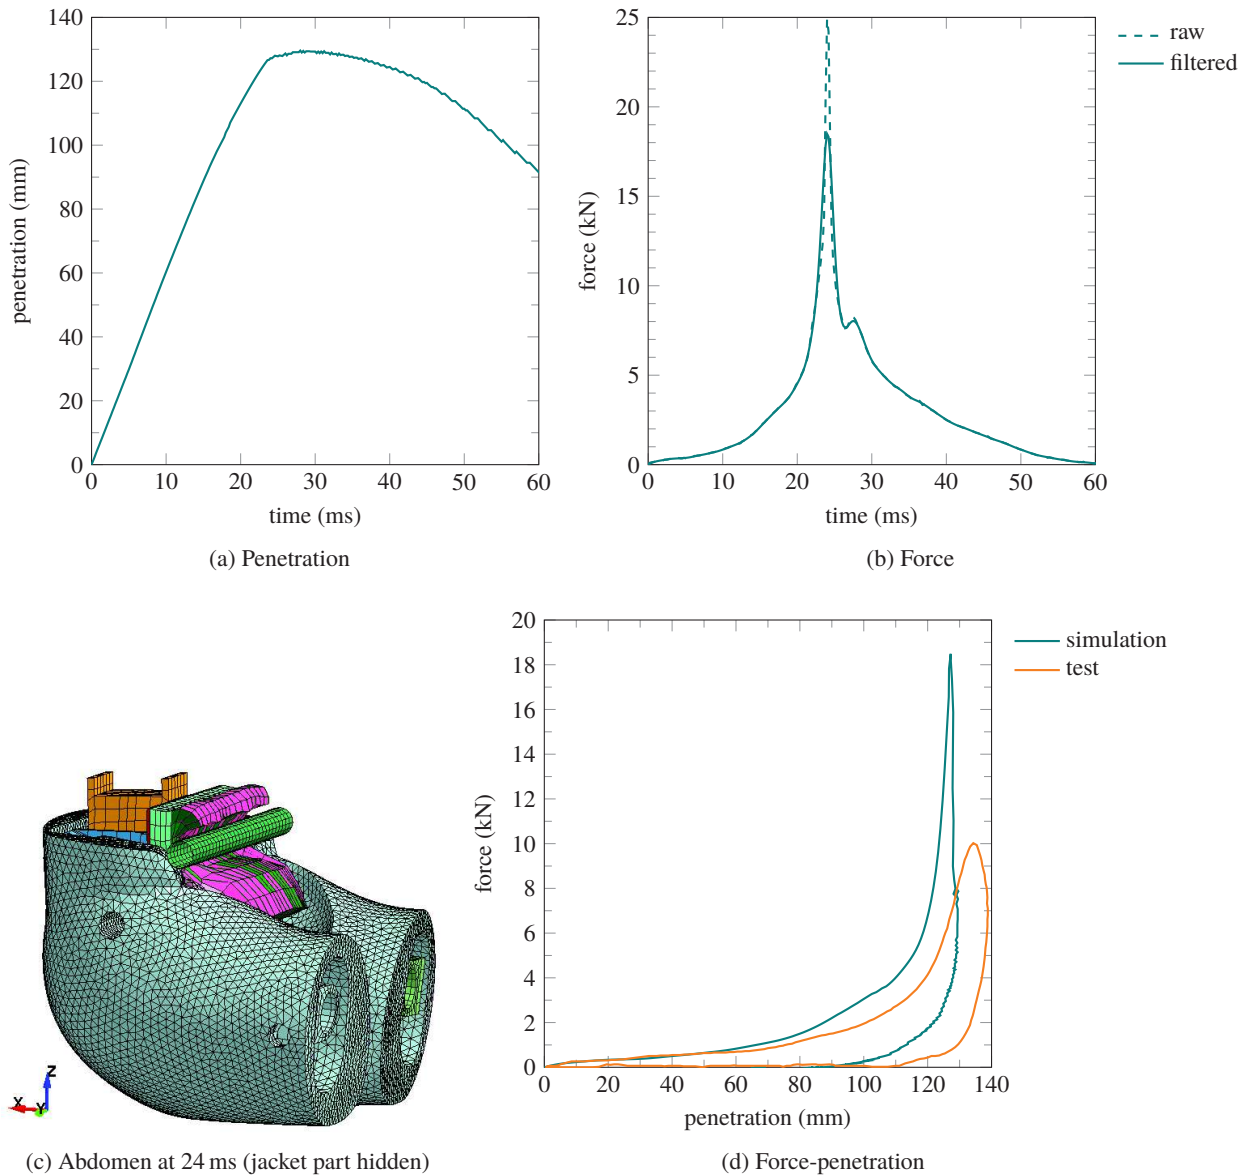 140
120
100
80
60
40
20
0
penetration (mm)
0 10 20 30 40 50 60
time (ms)
(a) Penetration
25
20
15
10
5
0
force (kN)
0 10 20 30 40 50 60
time (ms)
raw
filtered
(b) Force
Z
X
Y
(c) Abdomen at 24 ms (jacket part hidden)
20
18
16
14
12
10
8
6
4
2
0
force (kN)
0 20 40 60 80 100 120 140
penetration (mm)
simulation
test
(d) Force-penetration